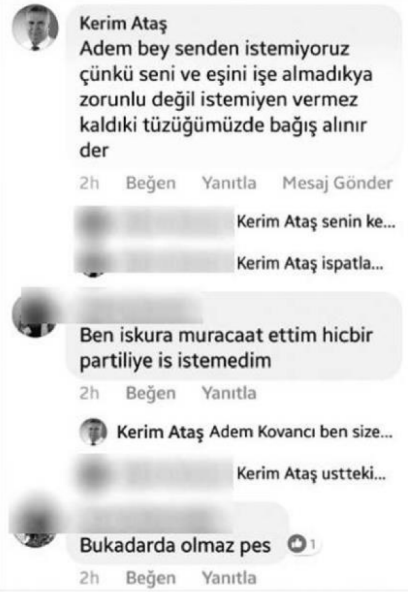 Kerim Ataş
Adem bey senden istemiyoruz
çünkü seni ve eşini işe almadıkya
zorunlu değil istemiyen vermez
kaldıki tüzüğümüzde bağış alınır
der
2h Beğen Yanıtla Mesaj Gönder
Kerim Ataş senin ke...
Kerim Ataş ispatla...
Ben iskura muracaat ettim hicbir
partiliye is istemedim
2h Beğen Yanıtla
Kerim Ataş Adem Kovancı ben size...
Kerim Ataş ustteki...
Bukadarda olmaz pes 1
2h Beğen Yanıtla